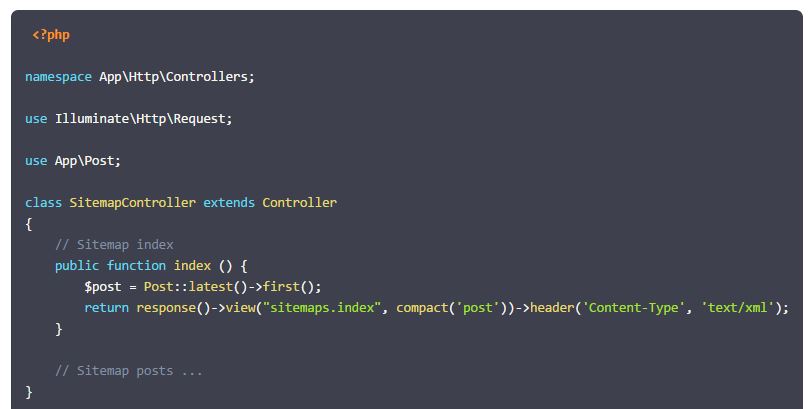 <?php
namespace App\Http\Controllers;
use Illuminate\Http\Request;
use App\Post;
class SitemapController extends Controller
{
// Sitemap index
public function index () {
$post = Post::latest()->first();
return response()->view("sitemaps.index", compact('post'))->header('Content-Type', 'text/xml');
}
// Sitemap posts ...
}